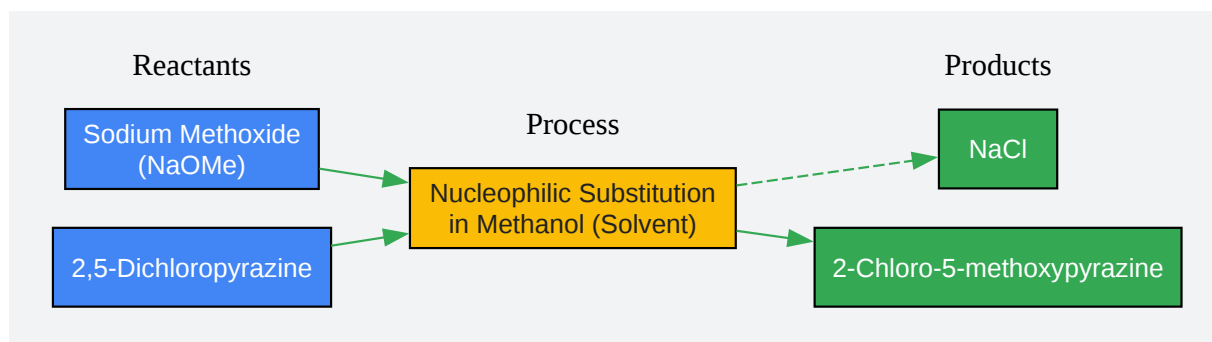 Reactants
Sodium Methoxide
(NaOMe)
2,5-Dichloropyrazine
Process
Nucleophilic Substitution
in Methanol (Solvent)
Products
NaCl
2-Chloro-5-methoxypyrazine